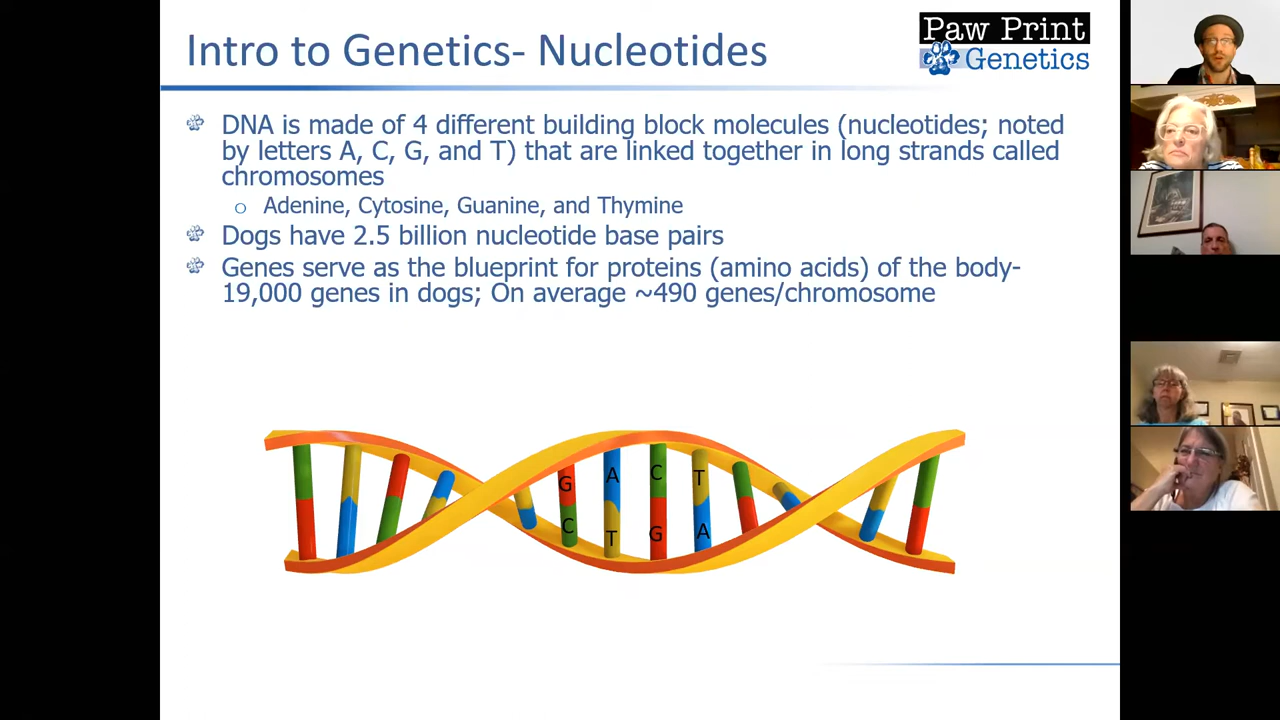 Intro to Genetics- Nucleotides
Paw Print
Genetics
DNA is made of 4 different building block molecules (nucleotides; noted
by letters A, C, G, and T) that are linked together in long strands called
chromosomes
o Adenine, Cytosine, Guanine, and Thymine
Dogs have 2.5 billion nucleotide base pairs
Genes serve as the blueprint for proteins (amino acids) of the body-
19,000 genes in dogs; On average ~490 genes/chromosome
G A C T
C T G A